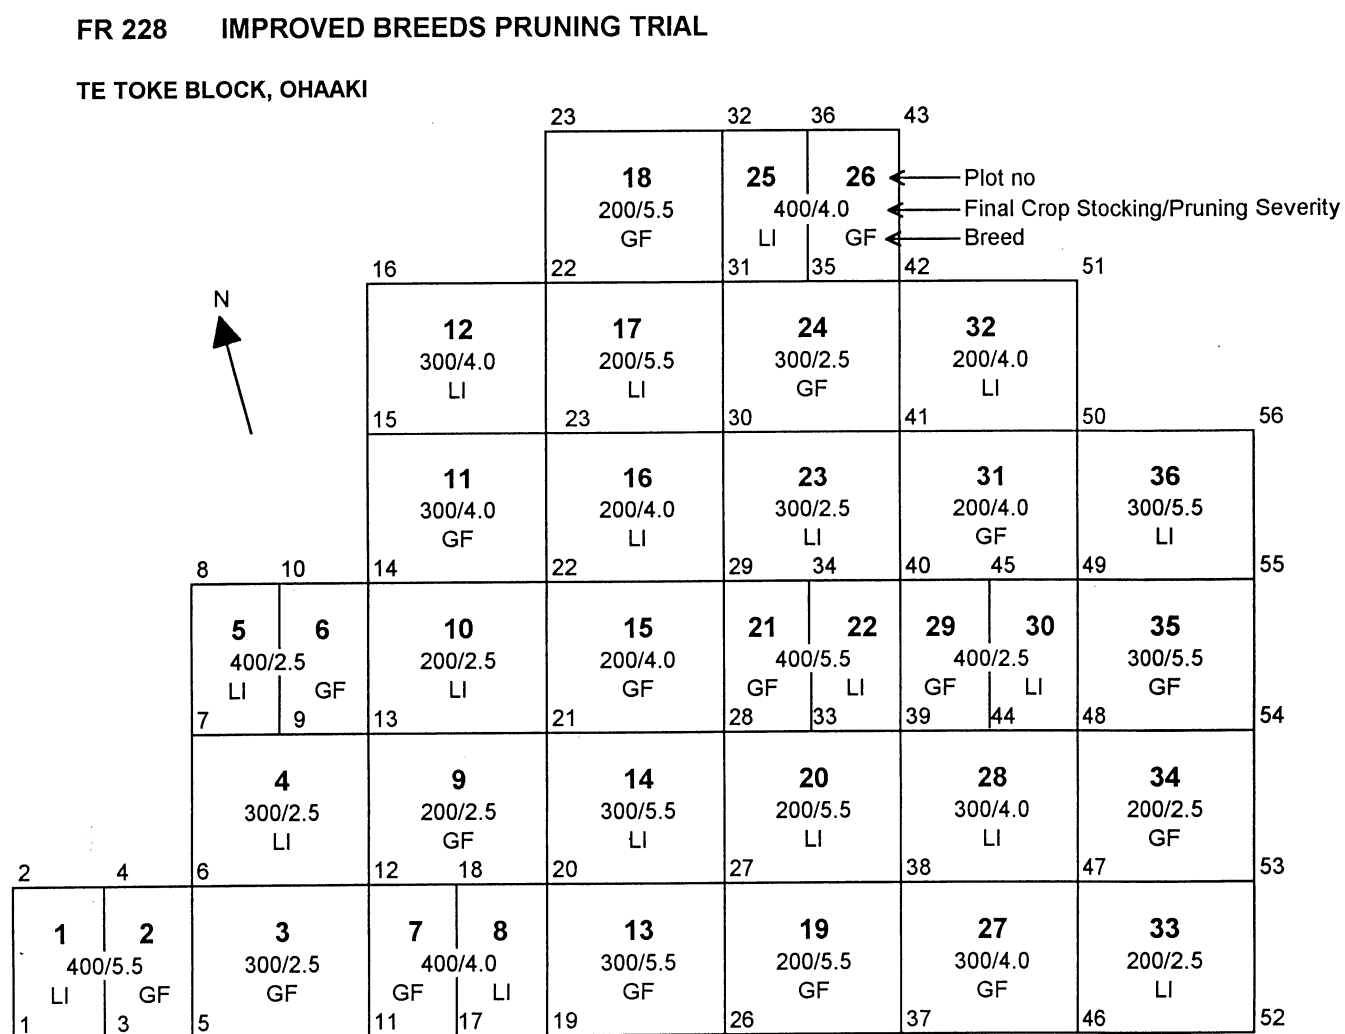 FR 228 IMPROVED BREEDS PRUNING TRIAL
TE TOKE BLOCK, OHAAKI
23 32 36 43
18 25 26 Plot no
200/5.5 400/4.0 Final Crop Stocking/Pruning Severity
GF LI GF Breed
16 22 31 35 42 51
N
12 17 24 32
300/4.0 200/5.5 300/2.5 200/4.0
LI LI GF LI
15 23 30 41 50 56
11 16 23 31 36
300/4.0 200/4.0 300/2.5 200/4.0 300/5.5
GF LI LI GF LI
8 10 14 22 29 34 40 45 49 55
5 6 10 15 21 22 29 30 35
400/2.5 200/2.5 200/4.0 400/5.5 400/2.5 300/5.5
LI GF LI GF GF LI GF LI GF
7 9 13 21 28 33 39 44 48 54
4 9 14 20 28 34
300/2.5 200/2.5 300/5.5 200/5.5 300/4.0 200/2.5
LI GF LI LI LI GF
2 4 6 12 18 20 27 38 47 53
1 2 3 7 8 13 19 27 33
400/5.5 300/2.5 400/4.0 300/5.5 200/5.5 300/4.0 200/2.5
LI GF GF GF LI GF GF GF LI
1 3 5 11 17 19 26 37 46 52